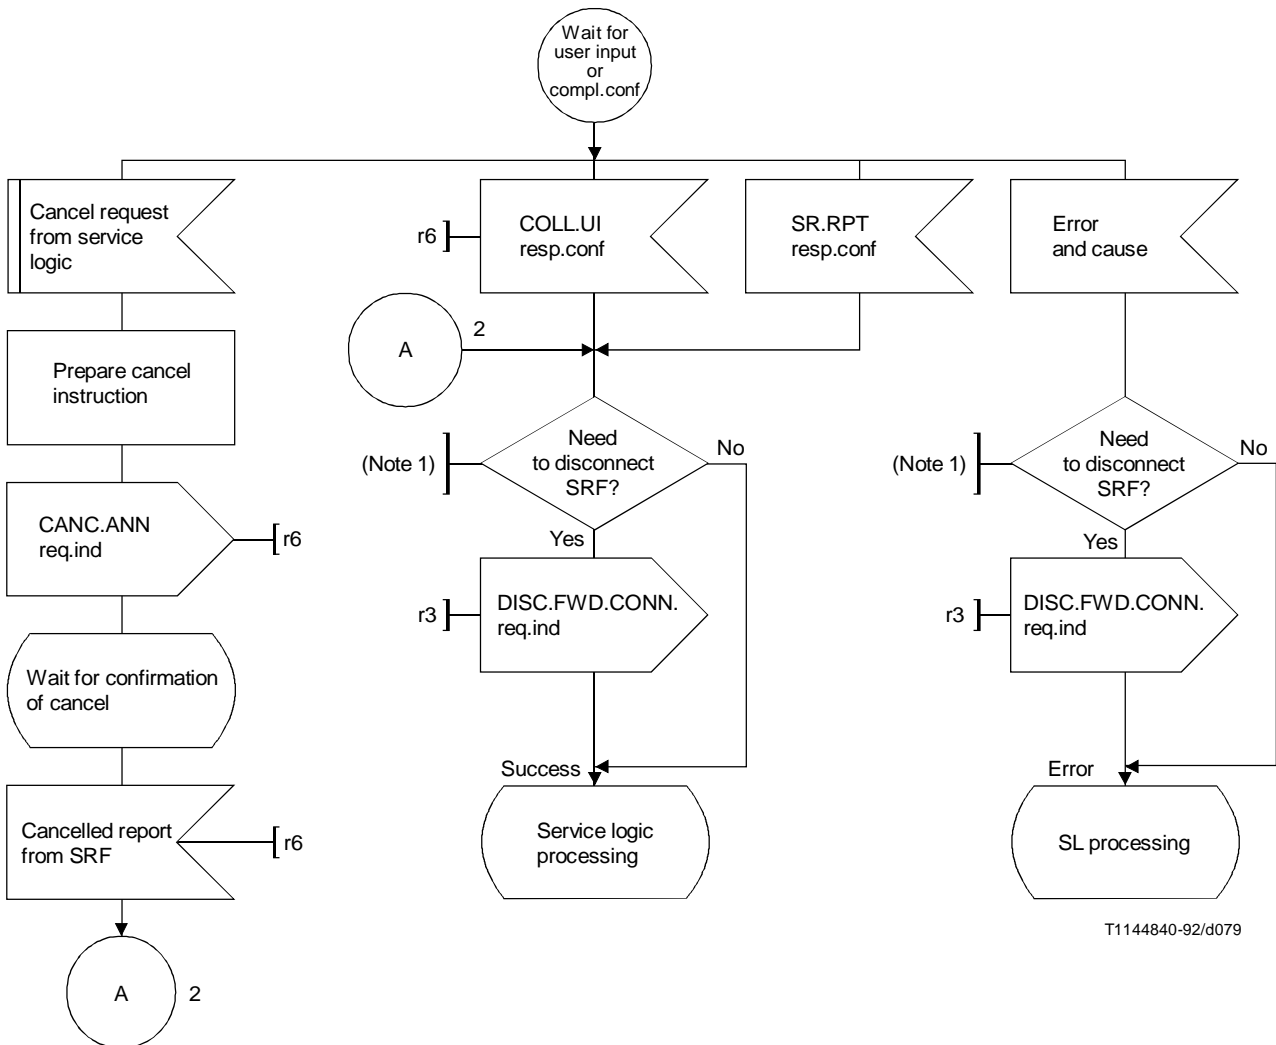 Wait for
user input
or
compl.conf
Cancel request
from service
logic
r6
COLL.UI
resp.conf
SR.RPT
resp.conf
Error
and cause
Prepare cancel
instruction
A
2
CANC.ANN
req.ind
r6
(Note 1)
Need
to disconnect
SRF?
No
Yes
(Note 1)
Need
to disconnect
SRF?
No
Yes
r3
DISC.FWD.CONN.
req.ind
r3
DISC.FWD.CONN.
req.ind
Wait for confirmation
of cancel
Success
Error
Cancelled report
from SRF
r6
Service logic
processing
SL processing
T1144840-92/d079
A
2